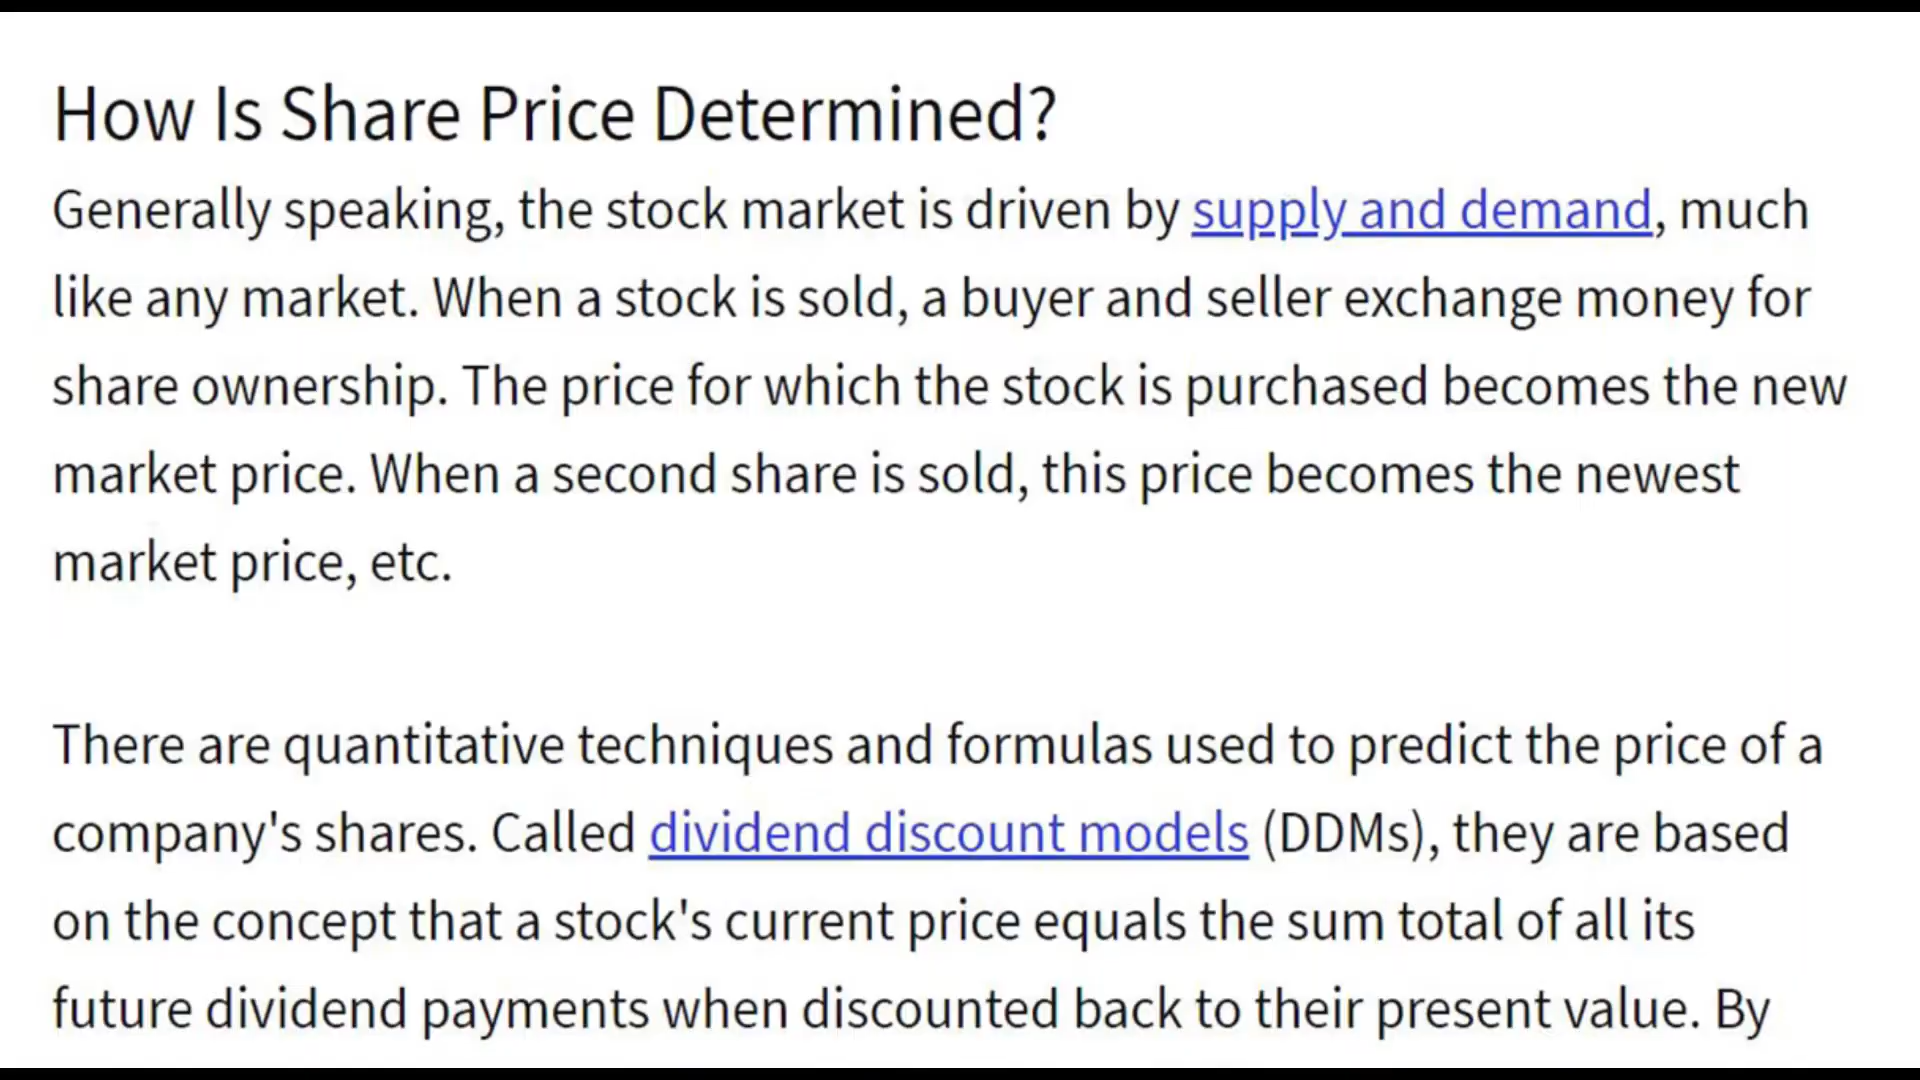 How Is Share Price Determined?
Generally speaking, the stock market is driven by supply and demand, much
like any market. When a stock is sold, a buyer and seller exchange money for
share ownership. The price for which the stock is purchased becomes the new
market price. When a second share is sold, this price becomes the newest
market price, etc.
There are quantitative techniques and formulas used to predict the price of a
company's shares. Called dividend discount models (DDMs), they are based
on the concept that a stock's current price equals the sum total of all its
future dividend payments when discounted back to their present value. By